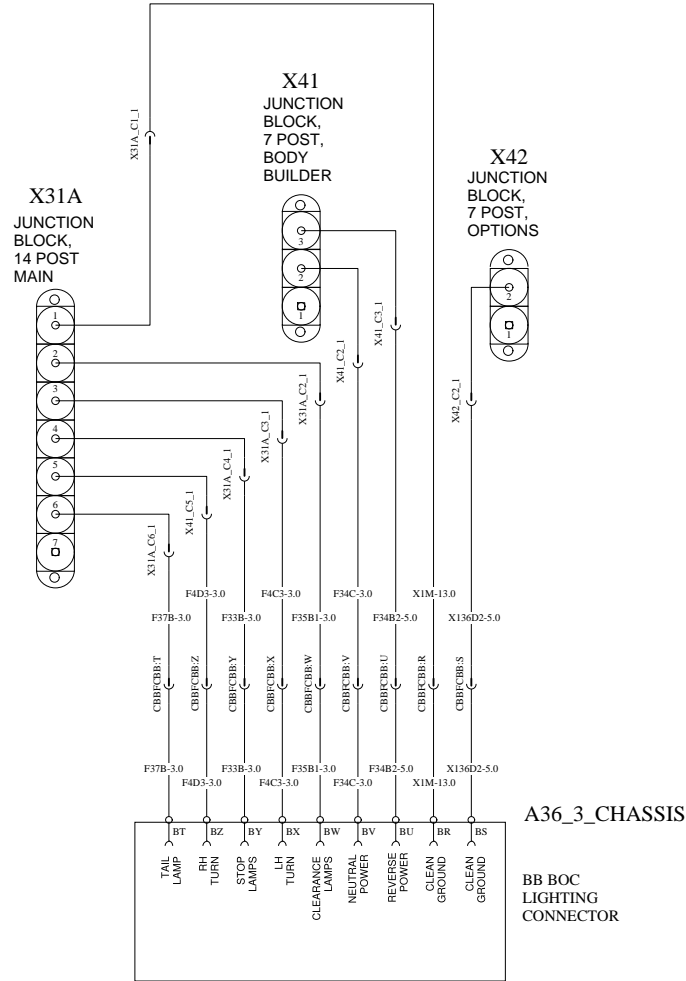 X41
JUNCTION
BLOCK,
7 POST,
BODY
BUILDER
X31A_C1_1
X42
JUNCTION
BLOCK,
7 POST,
OPTIONS
X31A
JUNCTION
BLOCK,
14 POST
MAIN
3
2
1
2
1
1
2
3
4
5
6
7
X41_C3_1
X41_C2_1
X42_C2_1
X31A_C2_1
X31A_C3_1
X31A_C4_1
X41_C5_1
X31A_C6_1
F4D3-3.0
F4C3-3.0
F34C-3.0
X1M-13.0
F37B-3.0
F33B-3.0
F35B1-3.0
F34B2-5.0
X136D2-5.0
CBBFCBB:T
CBBFCBB:Z
CBBFCBB:Y
CBBFCBB:X
CBBFCBB:W
CBBFCBB:V
CBBFCBB:U
CBBFCBB:R
CBBFCBB:S
F37B-3.0
F33B-3.0
F35B1-3.0
F34B2-5.0
X136D2-5.0
F4D3-3.0
F4C3-3.0
F34C-3.0
X1M-13.0
A36_3_CHASSIS
BT
BZ
BY
BX
BW
BV
BU
BR
BS
TAIL
LAMP
RH
TURN
STOP
LAMPS
LH
TURN
CLEARANCE
LAMPS
NEUTRAL
POWER
REVERSE
POWER
CLEAN
GROUND
CLEAN
GROUND
BB BOC
LIGHTING
CONNECTOR